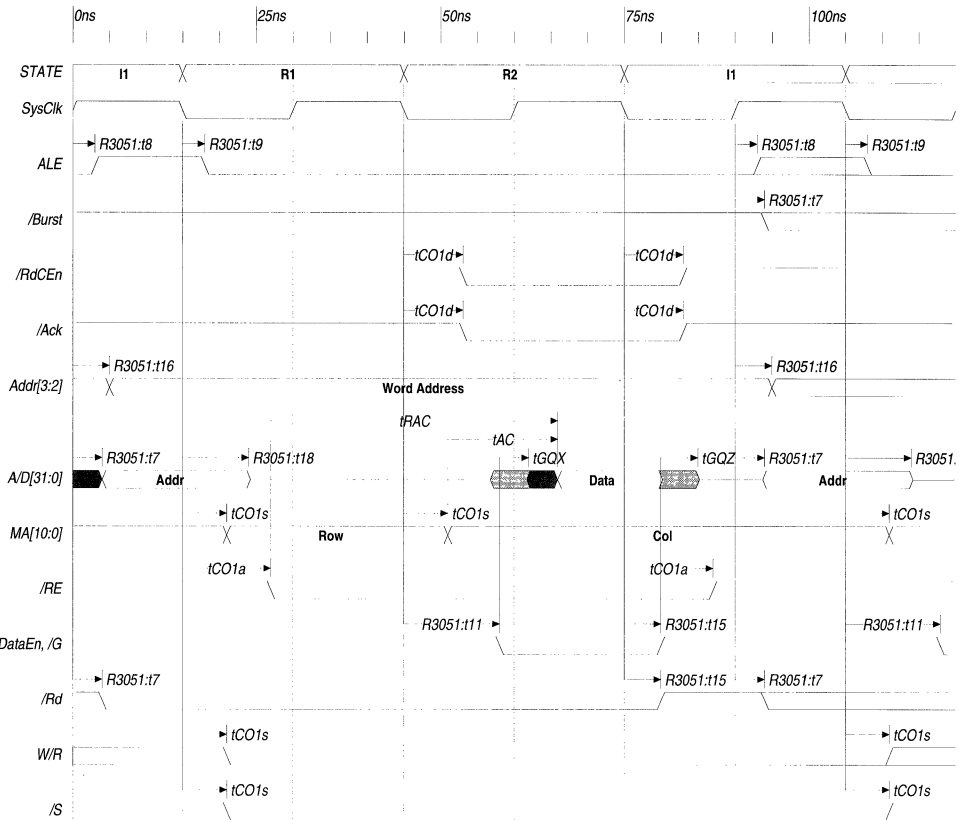 0ns 25ns 50ns 75ns 100ns
STATE I1 R1 R2 I1
SysClk
R3051:t8 R3051:t9 R3051:t8 R3051:t9
ALE
R3051:t7
/Burst
tCO1d tCO1d
/RdCEn
tCO1d tCO1d
/Ack
R3051:t16 R3051:t16
Addr[3:2] Word Address
tRAC
tAC
R3051:t7 R3051:t18 tGQX tGQZ R3051:t7 R3051.
A/D[31:0] Addr Data Addr
tCO1s tCO1s tCO1s
MA[10:0] Row Col
tCO1a tCO1a
/RE
R3051:t11 R3051:t15 R3051:t11
DataEn, /G
R3051:t7 R3051:t15 R3051:t7
/Rd
tCO1s tCO1s
W/R
tCO1s tCO1s
/S